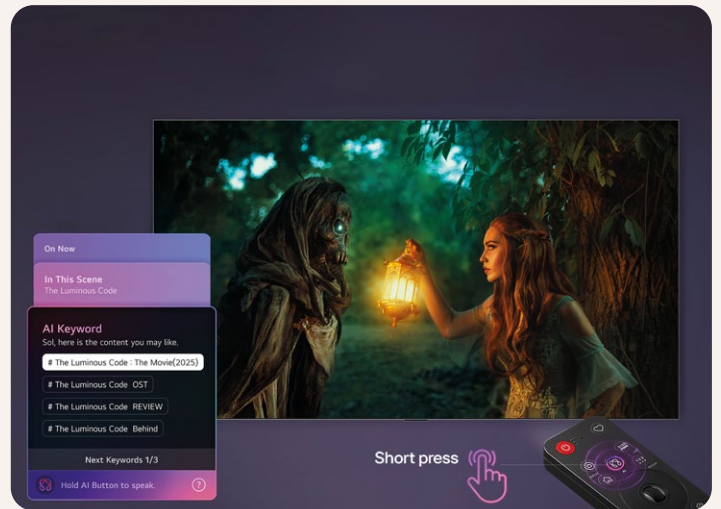 On Now
In This Scene
The Luminous Code
AI Keyword
Sol, here is the content you may like.
# The Luminous Code : The Movie(2025)
# The Luminous Code OST
# The Luminous Code REVIEW
# The Luminous Code Behind
Next Keywords 1/3
Hold AI Button to speak.
?
Short press